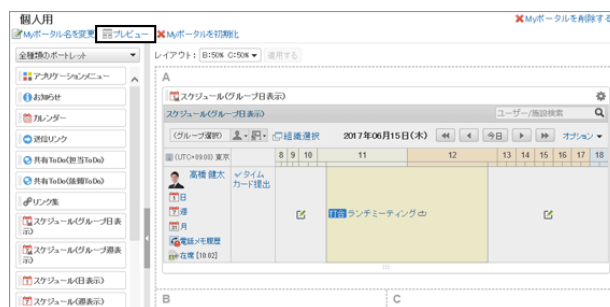 個人用
Myポータルを削除する
Myポータル名を変更 プレビュー Myポータルを初期化
全種類のポートレット
レイアウト: B:50% C:50% 適用する
アプリケーションメニュー
お知らせ
カレンダー
送信リンク
共有ToDo(担当ToDo)
共有ToDo(依頼ToDo)
リンク集
スケジュール(グループ日表示)
スケジュール(グループ週表示)
スケジュール(日表示)
スケジュール(週表示)
A
スケジュール(グループ日表示)
スケジュール(グループ日表示) ユーザー/施設検索
(グループ選択) 組織選択 2017年06月15日(木) 今日 オプション
(UTC+09:00) 東京 8 9 10 11 12 13 14 15 16 17 18
高橋 健太
タイムカード提出
日
週
月
電話メモ履歴
在席 [10:02]
打合 ランチミーティング
B C